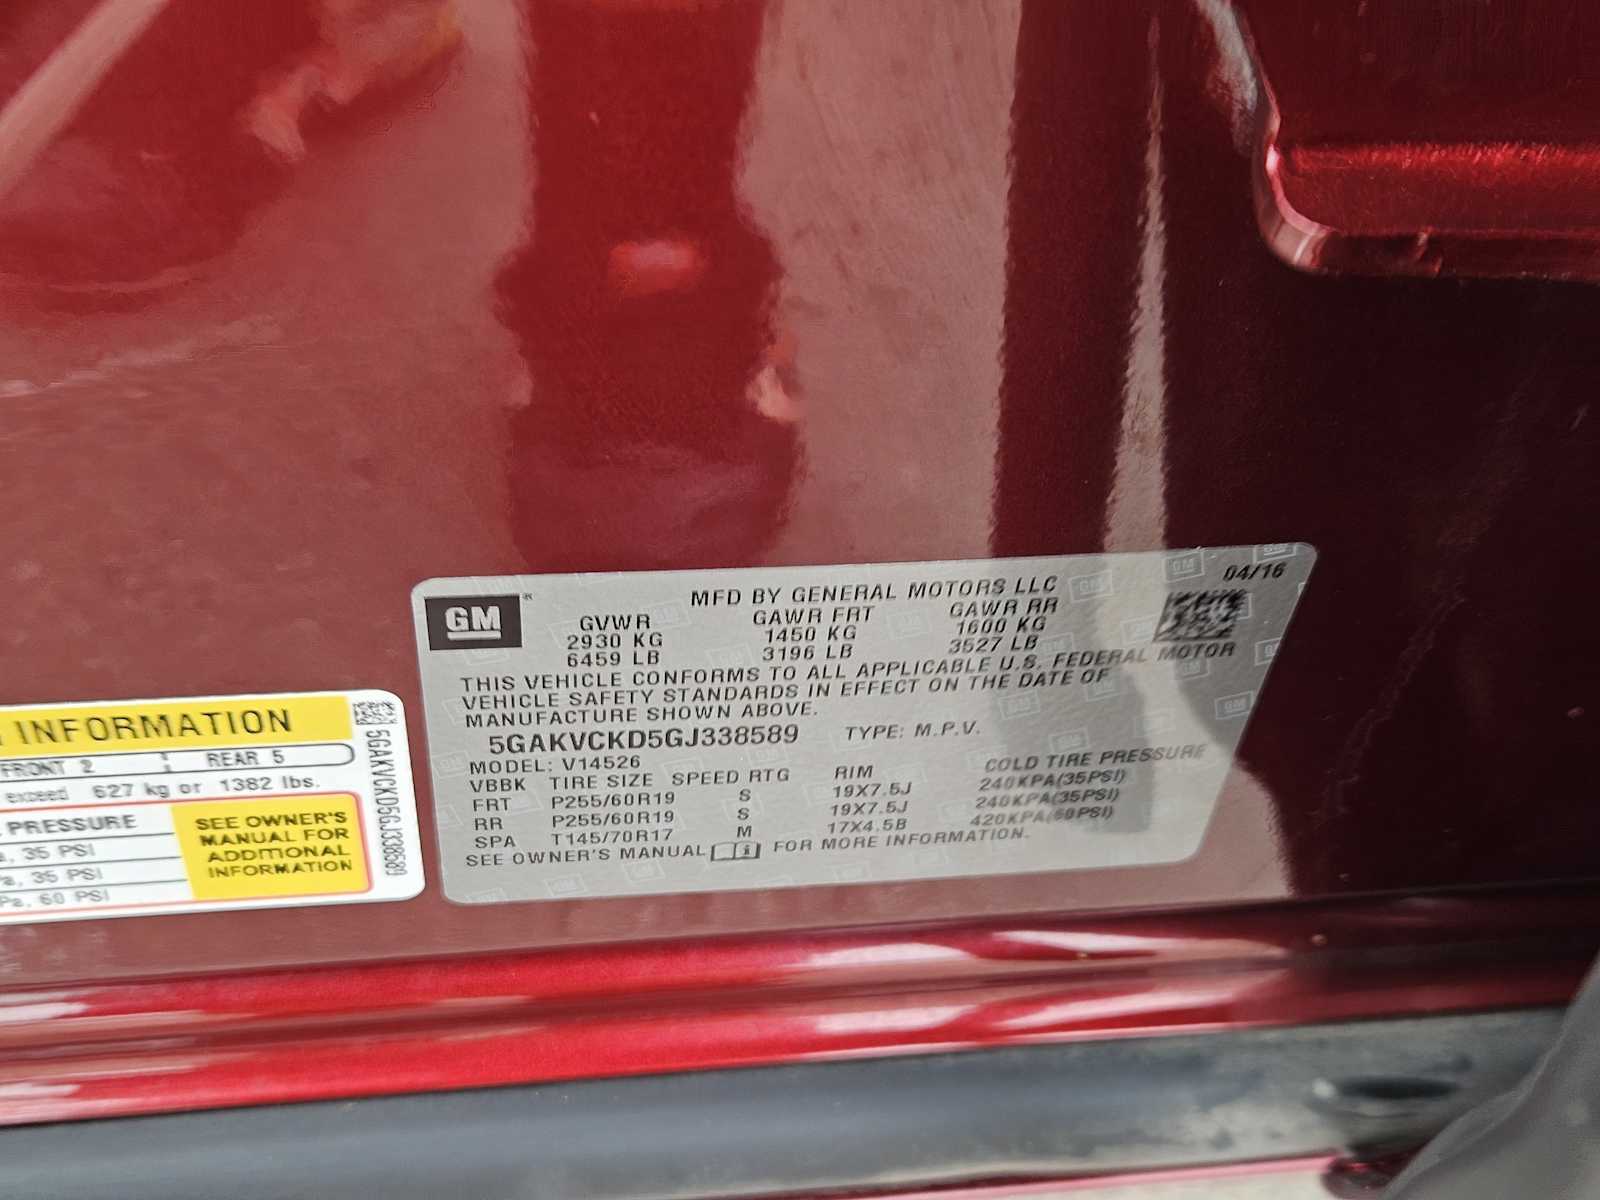 INFORMATION
FRONT 2 REAR 5
exceed 627 kg or 1382 lbs.
PRESSURE
35 PSI
35 PSI
60 PSI
SEE OWNER'S
MANUAL FOR
ADDITIONAL
INFORMATION
5GAKVCKD5GJ338589
GM
MFD BY GENERAL MOTORS LLC 04/16
GVWR GAWR FRT GAWR RR
2930 KG 1450 KG 1600 KG
6459 LB 3196 LB 3527 LB
THIS VEHICLE CONFORMS TO ALL APPLICABLE U.S. FEDERAL MOTOR
VEHICLE SAFETY STANDARDS IN EFFECT ON THE DATE OF
MANUFACTURE SHOWN ABOVE.
5GAKVCKD5GJ338589 TYPE: M.P.V.
MODEL: V14526
VBBK TIRE SIZE SPEED RTG RIM COLD TIRE PRESSURE
FRT P255/60R19 S 19X7.5J 240KPA(35PSI)
RR P255/60R19 S 19X7.5J 240KPA(35PSI)
SPA T145/70R17 M 17X4.5B 420KPA(60PSI)
SEE OWNER'S MANUAL FOR MORE INFORMATION.